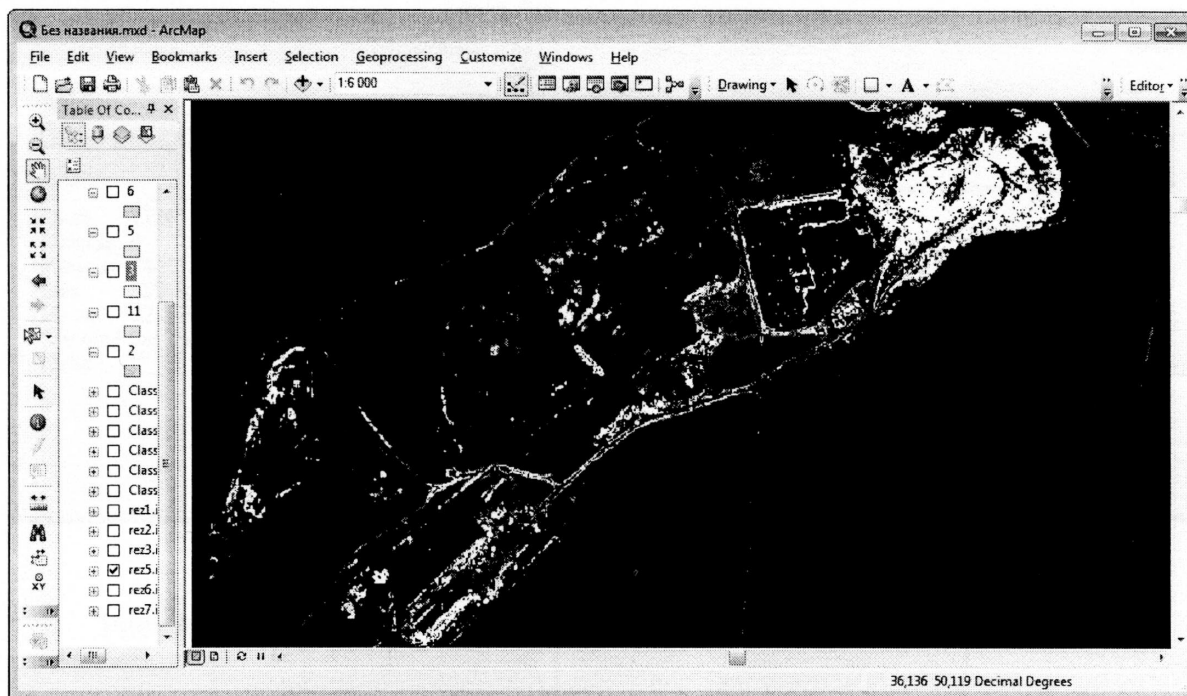 Без названия.mxd - ArcMap
File Edit View Bookmarks Insert Selection Geoprocessing Customize Windows Help
1:6 000 Drawing A Editor
Table Of Co...
6
5
3
11
2
Class
Class
Class
Class
Class
Class
rez1.i
rez2.i
rez3.i
rez5.i
rez6.i
rez7.i
XY
36,136 50,119 Decimal Degrees